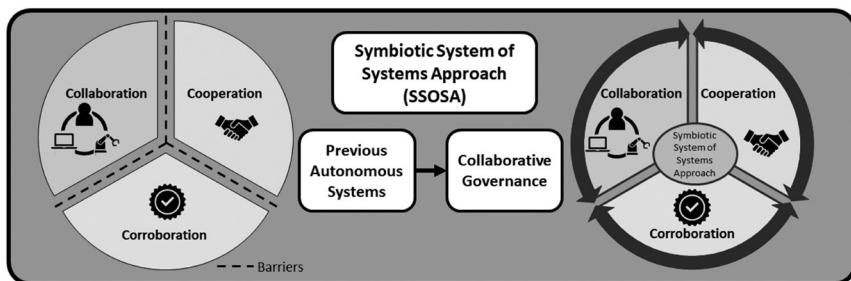 Collaboration
Cooperation
Corroboration
Barriers
Symbiotic System of
Systems Approach
(SSOSA)
Previous
Autonomous
Systems
Collaborative
Governance
Collaboration
Cooperation
Symbiotic
System of
Systems
Approach
Corroboration